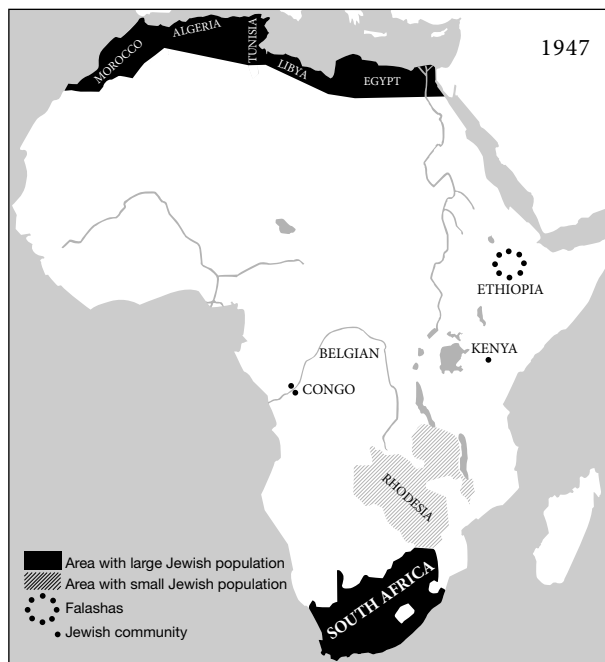 1947
MOROCCO
ALGERIA
TUNISIA
LIBYA
EGYPT
ETHIOPIA
KENYA
BELGIAN
CONGO
RHODESIA
SOUTH AFRICA
Area with large Jewish population
Area with small Jewish population
Falashas
Jewish community